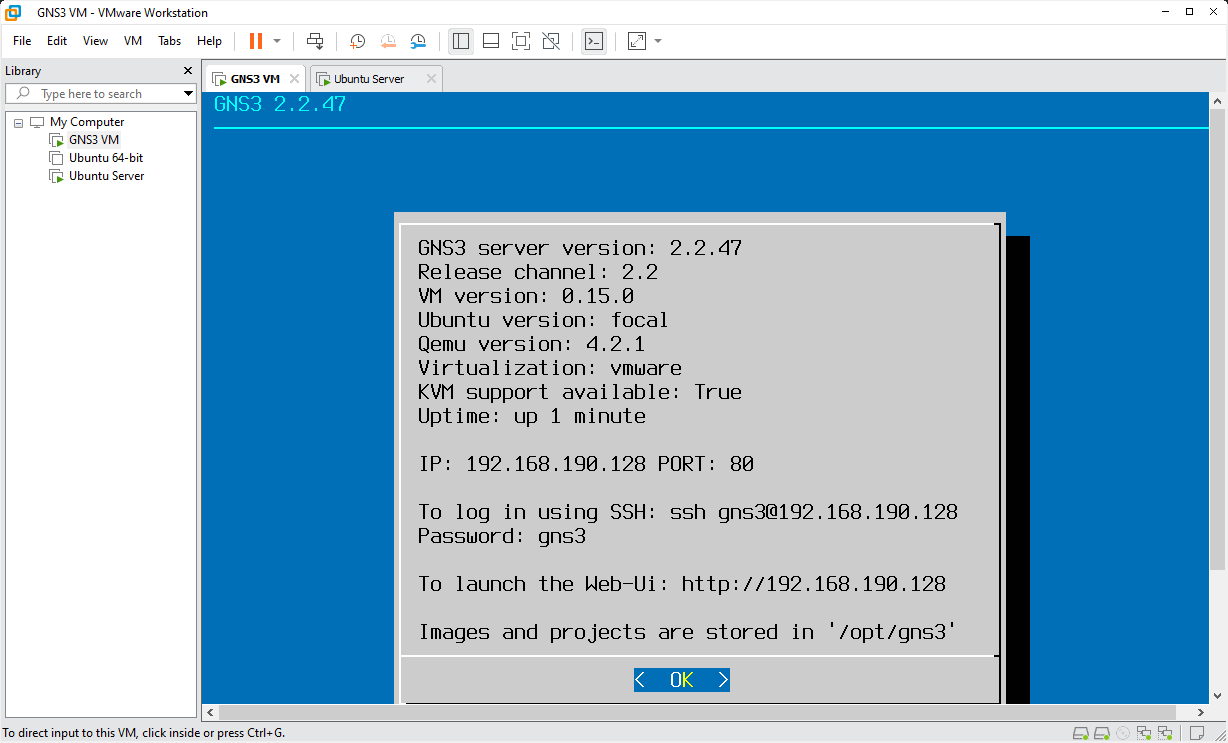 GNS3 VM - VMware Workstation
File Edit View VM Tabs Help
Library
Type here to search
My Computer
GNS3 VM
Ubuntu 64-bit
Ubuntu Server
GNS3 VM
Ubuntu Server
GNS3 2.2.47
GNS3 server version: 2.2.47
Release channel: 2.2
VM version: 0.15.0
Ubuntu version: focal
Qemu version: 4.2.1
Virtualization: vmware
KVM support available: True
Uptime: up 1 minute
IP: 192.168.190.128 PORT: 80
To log in using SSH: ssh gns3@192.168.190.128
Password: gns3
To launch the Web-Ui: http://192.168.190.128
Images and projects are stored in '/opt/gns3'
< OK >
To direct input to this VM, click inside or press Ctrl+G.